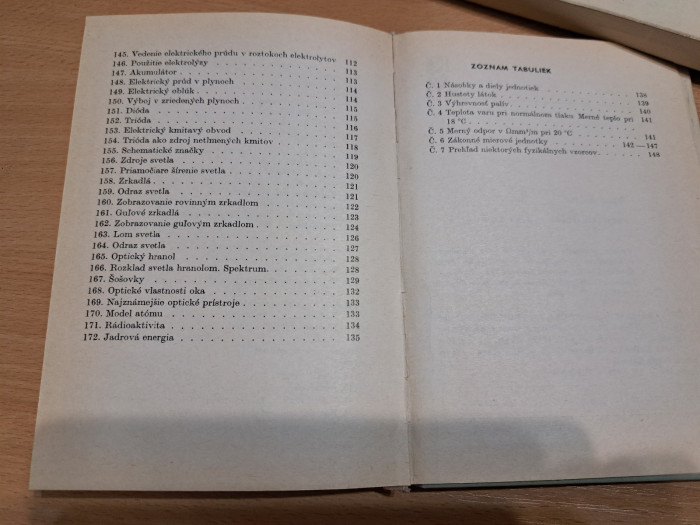 145. Vedenie elektrického prúdu v roztokoch elektrolytov 112
146. Použitie elektrolýzy . . . . . . . . . . 113
147. Akumulátor . . . . . . . . . . 113
148. Elektrický prúd v plynoch . . . . . . . . . . 114
149. Elektrický oblúk . . . . . . . . . . 114
150. Výboj v zriedených plynoch . . . . . . . . . . 115
151. Dióda . . . . . . . . . . 115
152. Trióda . . . . . . . . . . 116
153. Elektrický kmitavý obvod . . . . . . . . . . 116
154. Trióda ako zdroj netlmených kmitov . . . . . . . . . . 117
155. Schematické značky . . . . . . . . . . 118
156. Zdroje svetla . . . . . . . . . . 119
157. Priamočiare šírenie svetla . . . . . . . . . . 120
158. Zrkadlá . . . . . . . . . . 120
159. Odraz svetla . . . . . . . . . . 121
160. Zobrazovanie rovinným zrkadlom . . . . . . . . . . 121
161. Guľové zrkadlá . . . . . . . . . . 122
162. Zobrazovanie guľovým zrkadlom . . . . . . . . . . 123
163. Lom svetla . . . . . . . . . . 124
164. Odraz svetla . . . . . . . . . . 126
165. Optický hranol . . . . . . . . . . 127
166. Rozklad svetla hranolom. Spektrum . . . . . . . . . . 128
167. Šošovky . . . . . . . . . . 128
168. Optické vlastnosti oka . . . . . . . . . . 129
169. Najznámejšie optické prístroje . . . . . . . . . . 132
170. Model atómu . . . . . . . . . . 133
171. Rádioaktivita . . . . . . . . . . 133
172. Jadrová energia . . . . . . . . . . 134
135
ZOZNAM TABULIEK
Č. 1 Násobky a diely jednotiek
Č. 2 Hustoty látok . . . . . . . . . . 138
Č. 3 Výhrevnosť palív . . . . . . . . . . 139
Č. 4 Teplota varu pri normálnom tlaku. Merné teplo pri 140
18 °C . . . . . . . . . . 141
Č. 5 Merný odpor v Ωmm²/m pri 20 °C
Č. 6 Zákonné mierové jednotky . . . . . . . . . . 141
Č. 7 Prehľad niektorých fyzikálnych vzorcov . . 142—147
148